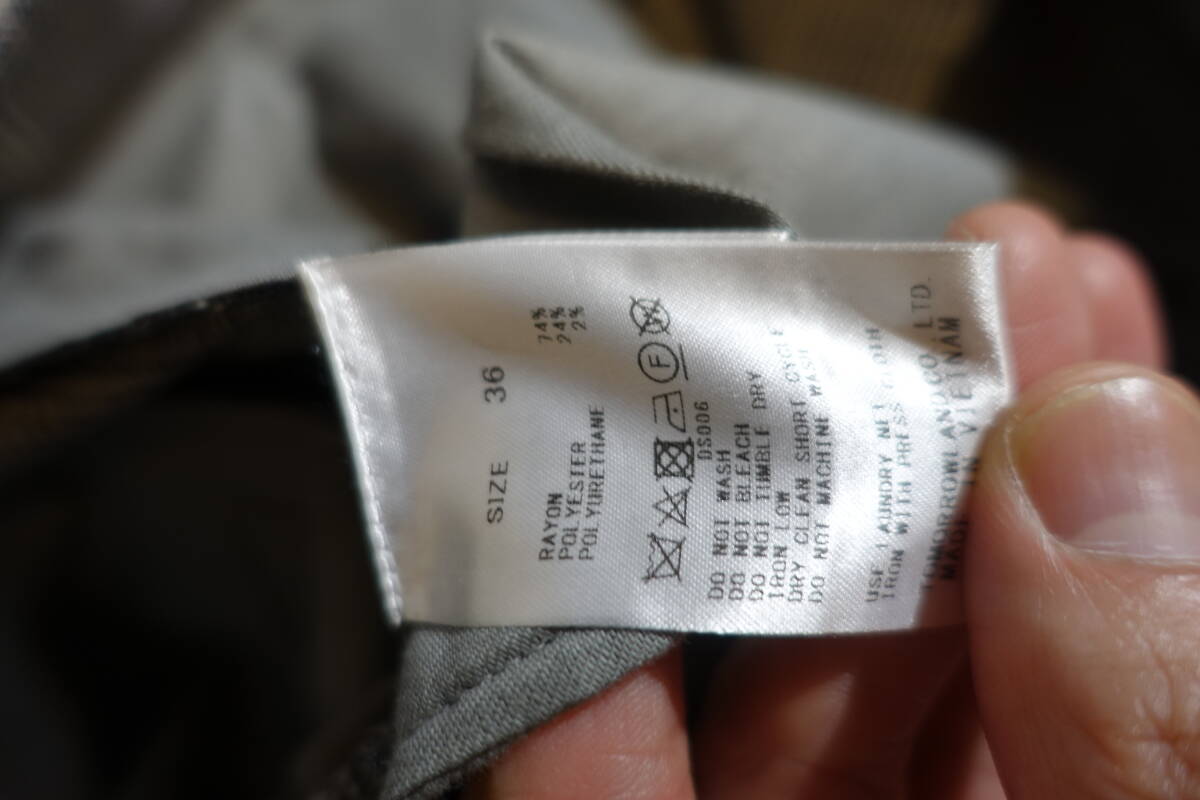 SIZE 36
RAYON 74%
POLYESTER 24%
POLYURETHANE 2%
DS006
DO NOT WASH
DO NOT BLEACH
DO NOT TUMBLE DRY
IRON LOW
DRY CLEAN SHORT CYCLE
DO NOT MACHINE WASH
USE LAUNDRY NET
IRON WITH PRESS CLOTH
TOMORROWLAND CO., LTD.
MADE IN VIETNAM